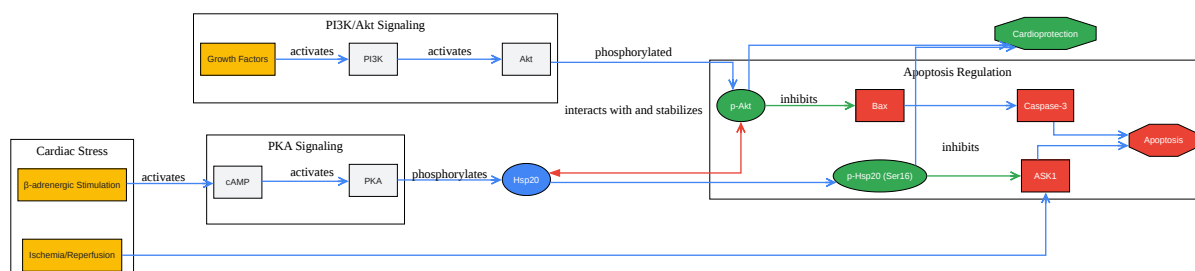 PI3K/Akt Signaling
Growth Factors
activates
PI3K
activates
Akt
phosphorylated
Cardioprotection
Apoptosis Regulation
interacts with and stabilizes
p-Akt
inhibits
Bax
Caspase-3
Apoptosis
Cardiac Stress
β-adrenergic Stimulation
activates
PKA Signaling
cAMP
activates
PKA
phosphorylates
Hsp20
p-Hsp20 (Ser16)
inhibits
ASK1
Ischemia/Reperfusion